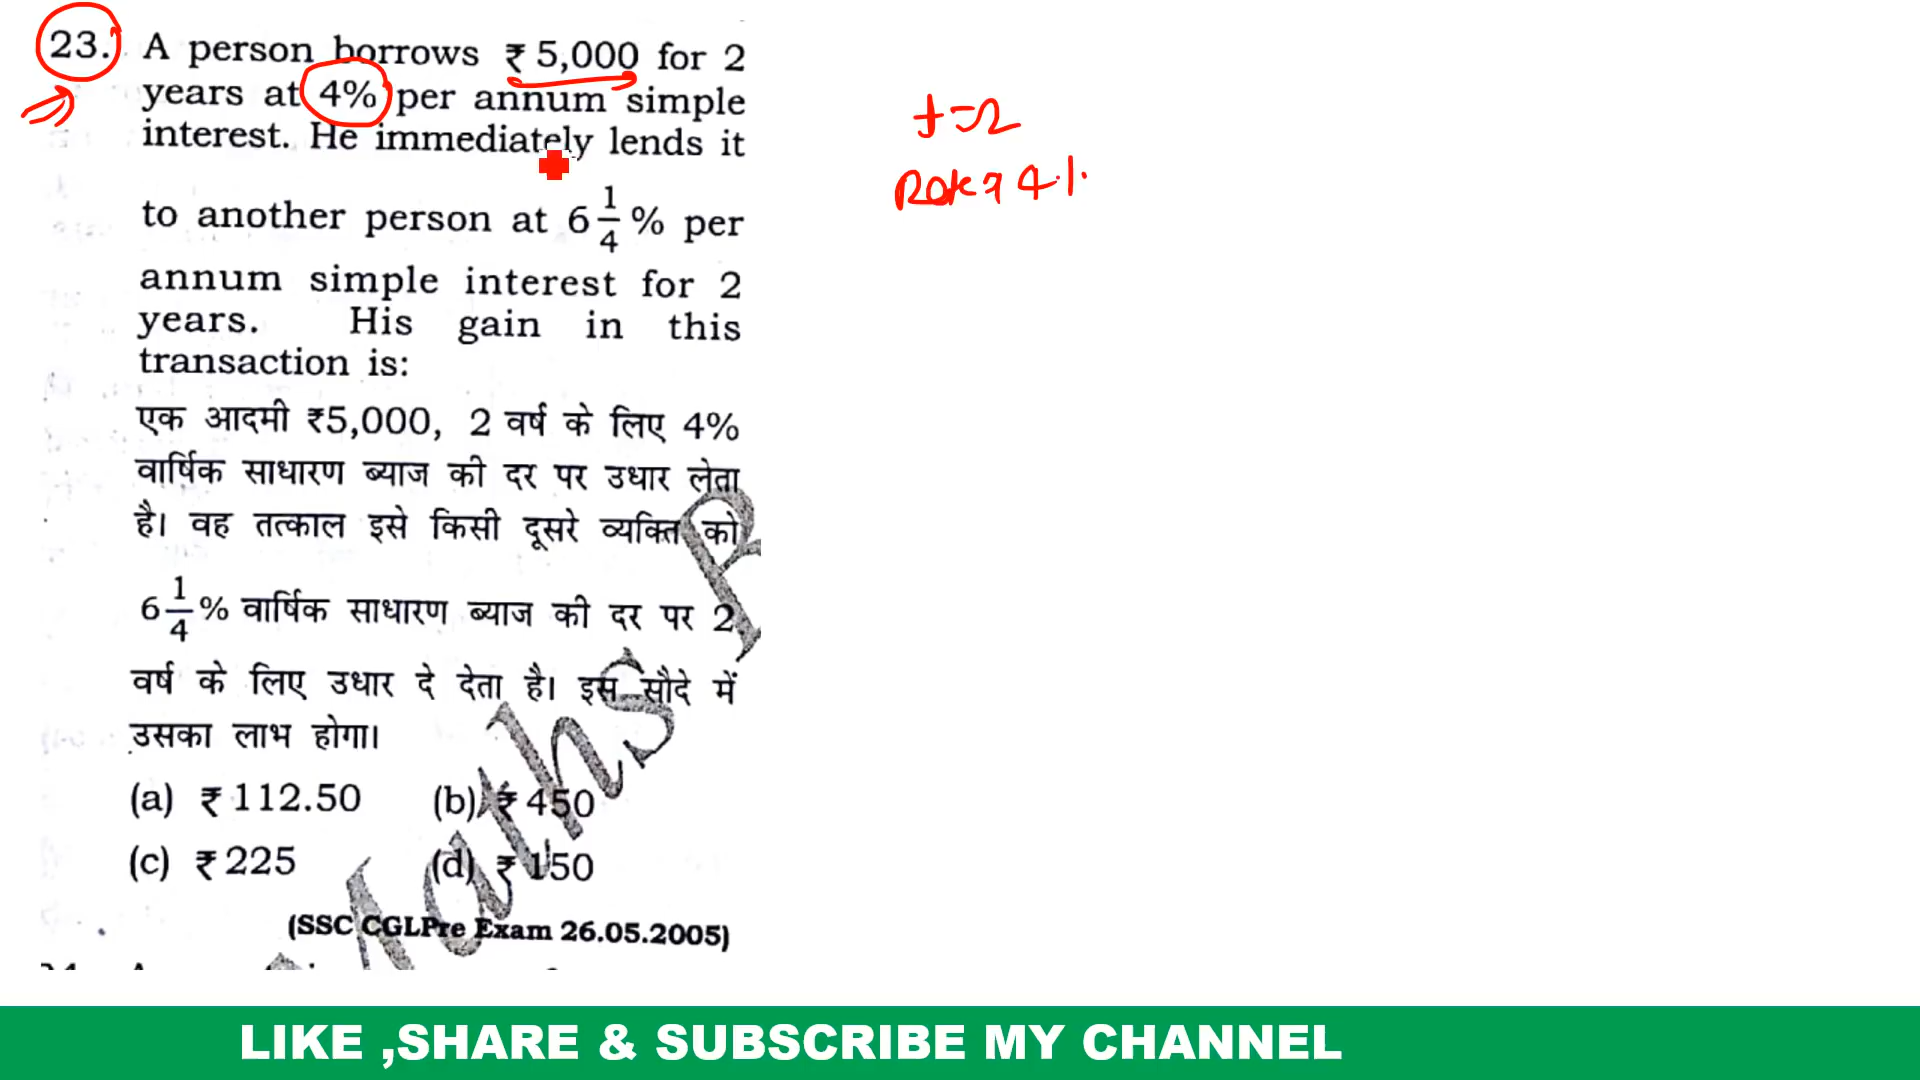 23. A person borrows ₹ 5,000 for 2
years at 4% per annum simple
interest. He immediately lends it
to another person at 6 1/4 % per
annum simple interest for 2
years. His gain in this
transaction is:
एक आदमी ₹5,000, 2 वर्ष के लिए 4%
वार्षिक साधारण ब्याज की दर पर उधार लेता
है। वह तत्काल इसे किसी दूसरे व्यक्ति को
6 1/4 % वार्षिक साधारण ब्याज की दर पर 2
वर्ष के लिए उधार दे देता है। इस सौदे में
उसका लाभ होगा।
(a) ₹ 112.50 (b) ₹ 450
(c) ₹ 225 (d) ₹ 150
(SSC CGLPre Exam 26.05.2005)
t=2
Rate → 4%
Maths
LIKE ,SHARE & SUBSCRIBE MY CHANNEL